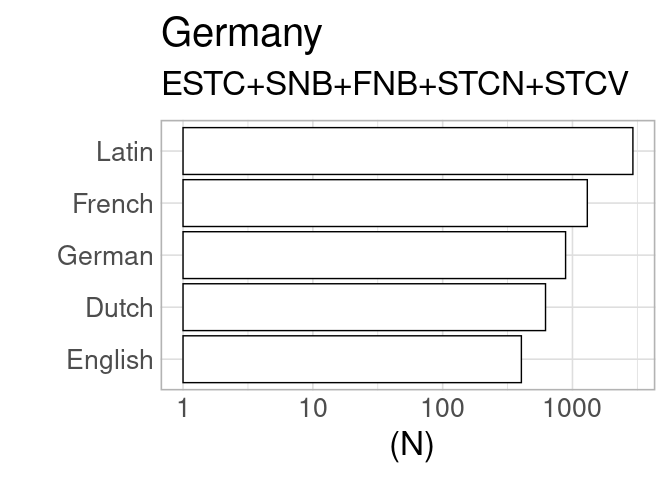 Germany
ESTC+SNB+FNB+STCN+STCV
Latin
French
German
Dutch
English
1 10 100 1000
(N)